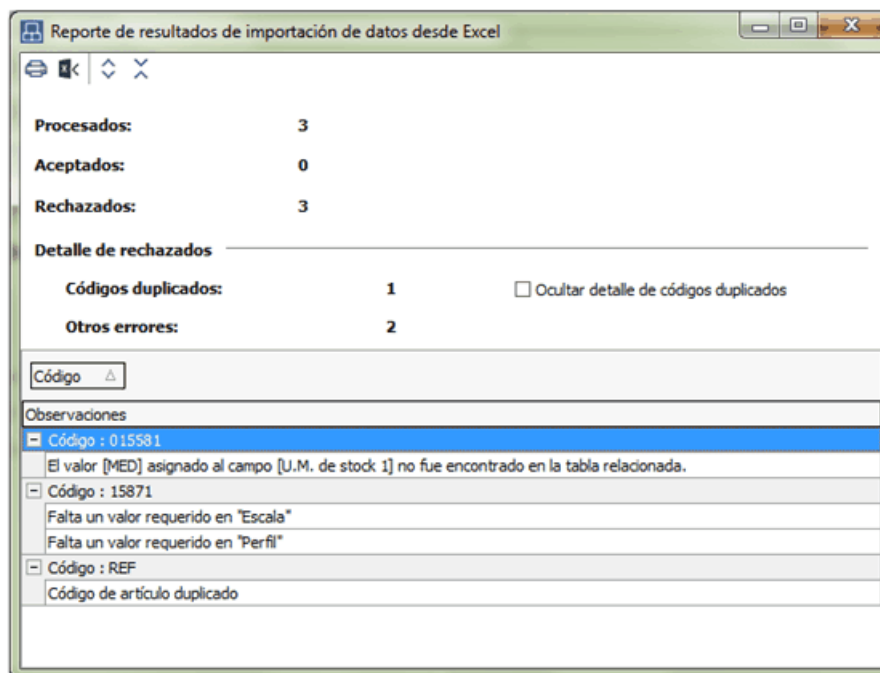 Reporte de resultados de importación de datos desde Excel
Procesados: 3
Aceptados: 0
Rechazados: 3
Detalle de rechazados
Códigos duplicados: 1 Ocultar detalle de códigos duplicados
Otros errores: 2
Código
Observaciones
Código : 015581
El valor [MED] asignado al campo [U.M. de stock 1] no fue encontrado en la tabla relacionada.
Código : 15871
Falta un valor requerido en "Escala"
Falta un valor requerido en "Perfil"
Código : REF
Código de artículo duplicado